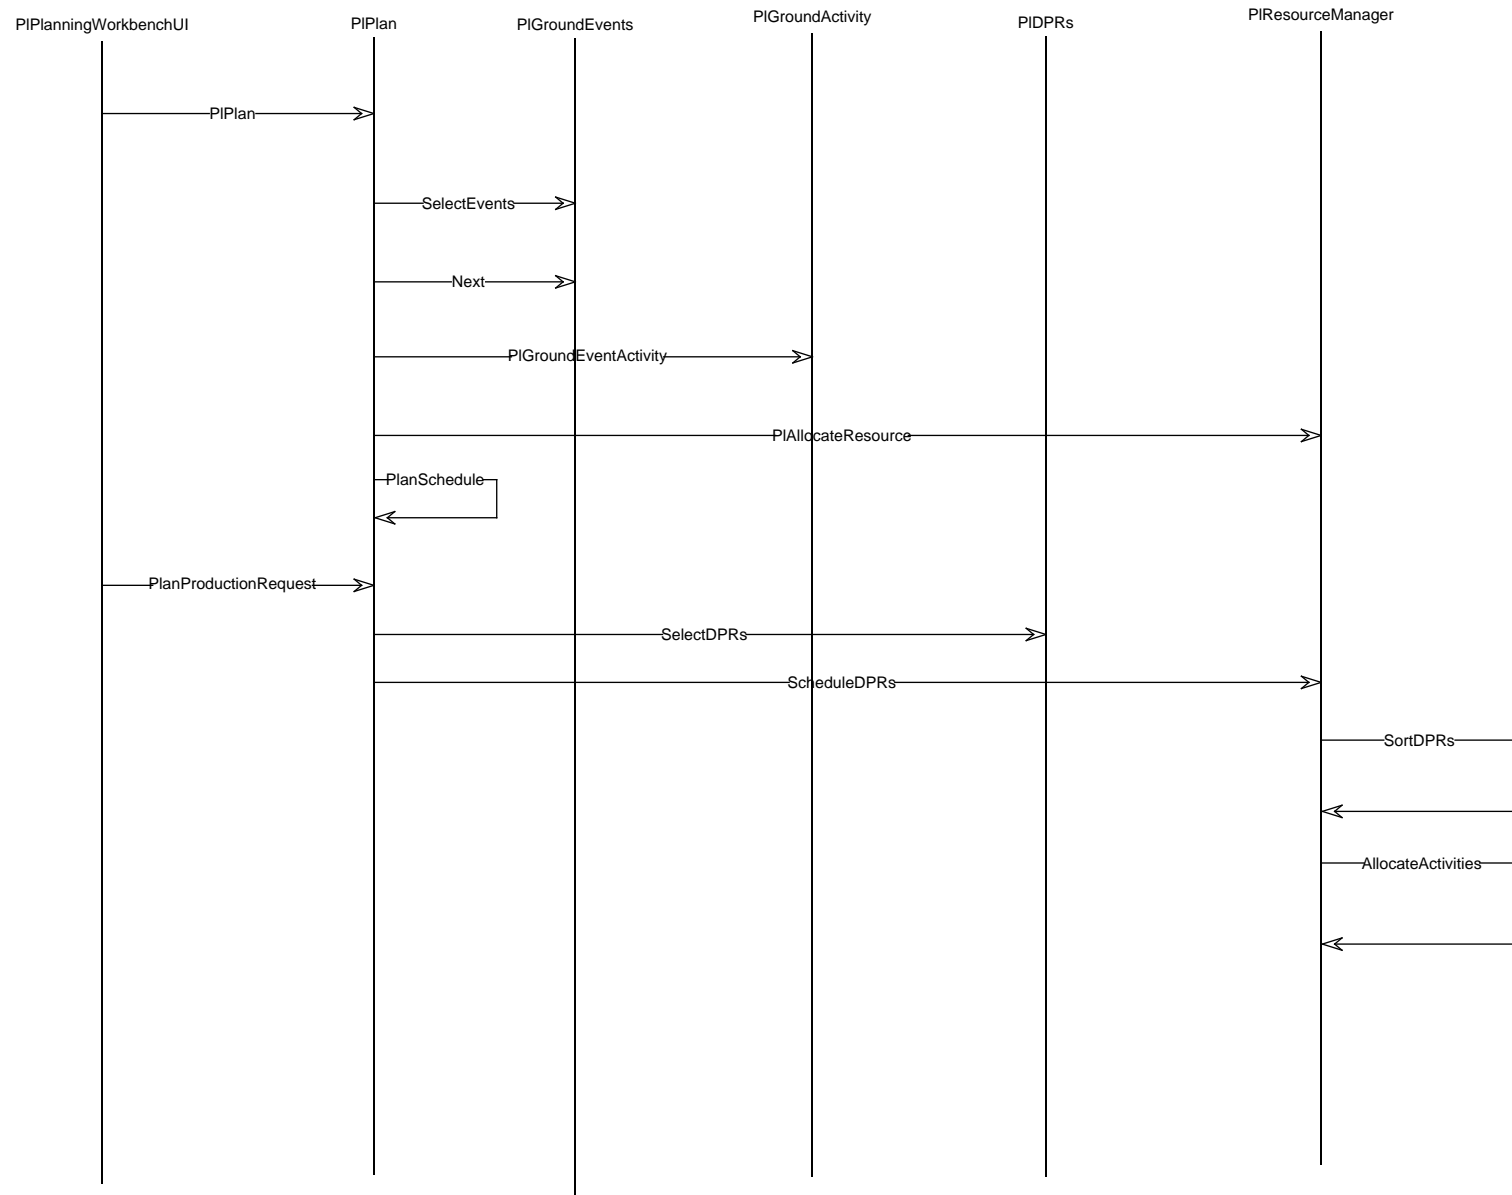 PlPlanningWorkbenchUI
PlPlan
PlGroundEvents
PlGroundActivity
PlDPRs
PlResourceManager
PlPlan
SelectEvents
Next
PlGroundEventActivity
PlAllocateResource
PlanSchedule
PlanProductionRequest
SelectDPRs
ScheduleDPRs
SortDPRs
AllocateActivities